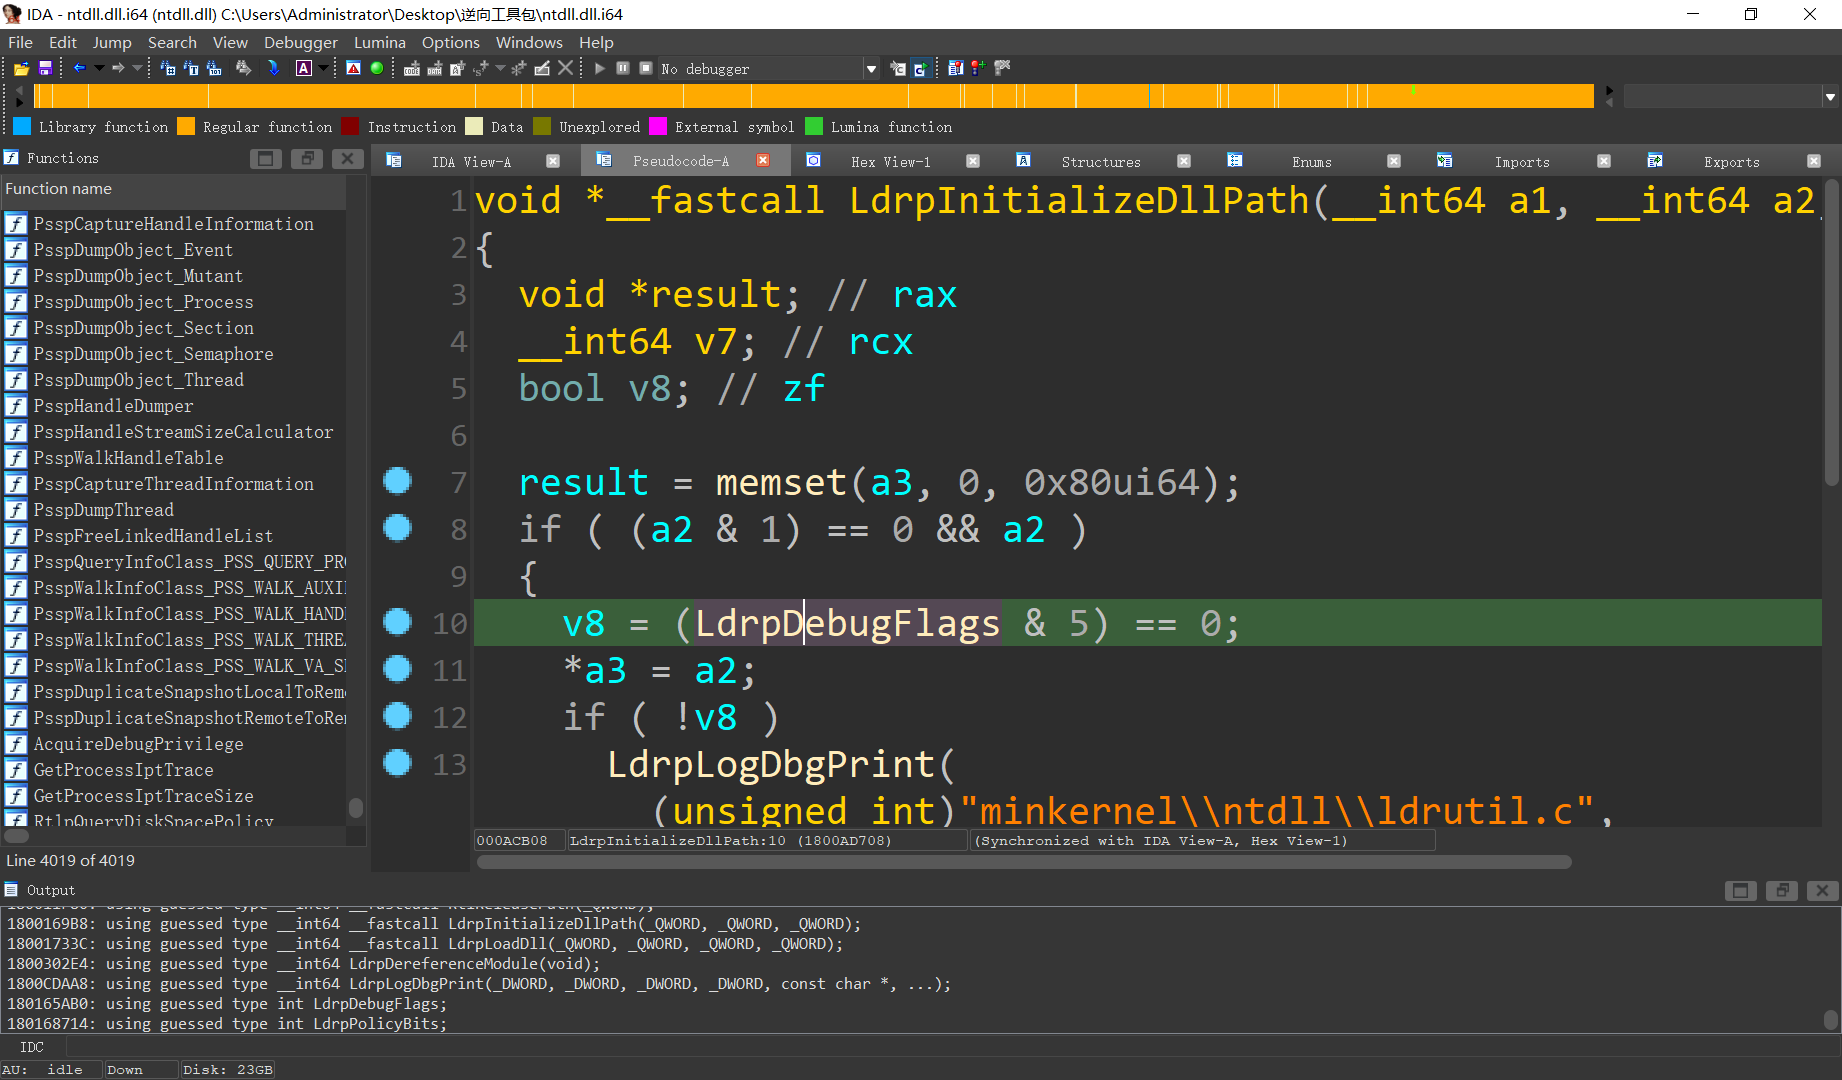 IDA - ntdll.dll.i64 (ntdll.dll) C:\Users\Administrator\Desktop\逆向工具包\ntdll.dll.i64
File Edit Jump Search View Debugger Lumina Options Windows Help
No debugger
Library function Regular function Instruction Data Unexplored External symbol Lumina function
Functions
IDA View-A Pseudocode-A Hex View-1 Structures Enums Imports Exports
Function name
PsspCaptureHandleInformation
PsspDumpObject_Event
PsspDumpObject_Mutant
PsspDumpObject_Process
PsspDumpObject_Section
PsspDumpObject_Semaphore
PsspDumpObject_Thread
PsspHandleDumper
PsspHandleStreamSizeCalculator
PsspWalkHandleTable
PsspCaptureThreadInformation
PsspDumpThread
PsspFreeLinkedHandleList
PsspQueryInfoClass_PSS_QUERY_PR
PsspWalkInfoClass_PSS_WALK_AUXI
PsspWalkInfoClass_PSS_WALK_HAND
PsspWalkInfoClass_PSS_WALK_THRE
PsspWalkInfoClass_PSS_WALK_VA_S
PsspDuplicateSnapshotLocalToRem
PsspDuplicateSnapshotRemoteToRe
AcquireDebugPrivilege
GetProcessIptTrace
GetProcessIptTraceSize
RtlpQueryDiskSpacePolicy
Line 4019 of 4019
1 void *__fastcall LdrpInitializeDllPath(__int64 a1, __int64 a2,
2 {
3 void *result; // rax
4 __int64 v7; // rcx
5 bool v8; // zf
6
7 result = memset(a3, 0, 0x80ui64);
8 if ( (a2 & 1) == 0 && a2 )
9 {
10 v8 = (LdrpDebugFlags & 5) == 0;
11 *a3 = a2;
12 if ( !v8 )
13 LdrpLogDbgPrint(
(unsigned int)"minkernel\\ntdll\\ldrutil.c",
000ACB08 LdrpInitializeDllPath:10 (1800AD708) (Synchronized with IDA View-A, Hex View-1)
Output
1800169B8: using guessed type __int64 __fastcall LdrpInitializeDllPath(_QWORD, _QWORD, _QWORD);
18001733C: using guessed type __int64 __fastcall LdrpLoadDll(_QWORD, _QWORD, _QWORD, _QWORD);
1800302E4: using guessed type __int64 LdrpDereferenceModule(void);
1800CDAA8: using guessed type __int64 LdrpLogDbgPrint(_DWORD, _DWORD, _DWORD, _DWORD, const char *, ...);
180165AB0: using guessed type int LdrpDebugFlags;
180168714: using guessed type int LdrpPolicyBits;
IDC
AU: idle Down Disk: 23GB